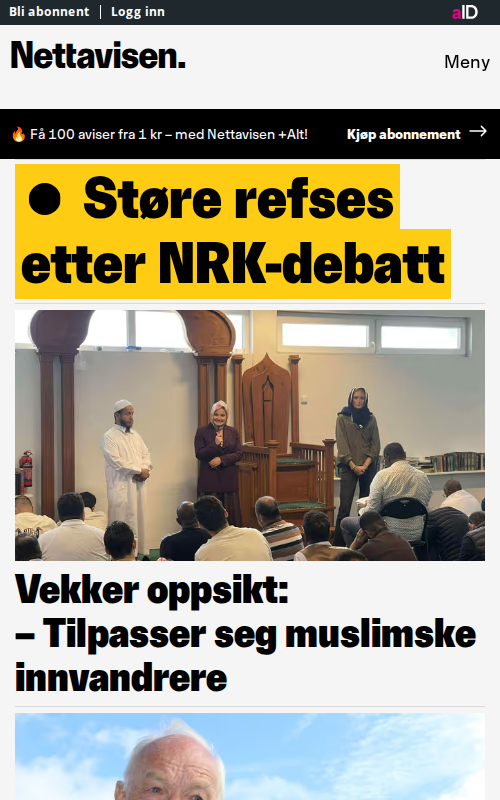 Bli abonnent | Logg inn
aID
Nettavisen.
Meny
🔥 Få 100 aviser fra 1 kr – med Nettavisen +Alt!
Kjøp abonnement →
● Støre refses
etter NRK-debatt
Vekker oppsikt:
– Tilpasser seg muslimske
innvandrere